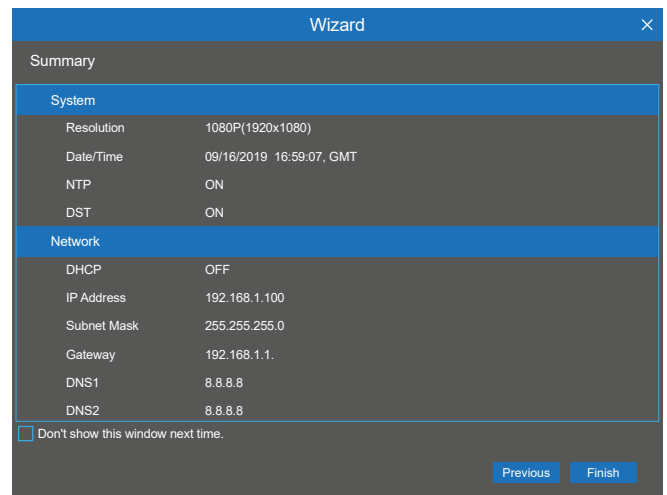 Wizard
Summary
System
Resolution 1080P(1920x1080)
Date/Time 09/16/2019 16:59:07, GMT
NTP ON
DST ON
Network
DHCP OFF
IP Address 192.168.1.100
Subnet Mask 255.255.255.0
Gateway 192.168.1.1.
DNS1 8.8.8.8
DNS2 8.8.8.8
Don't show this window next time.
Previous Finish